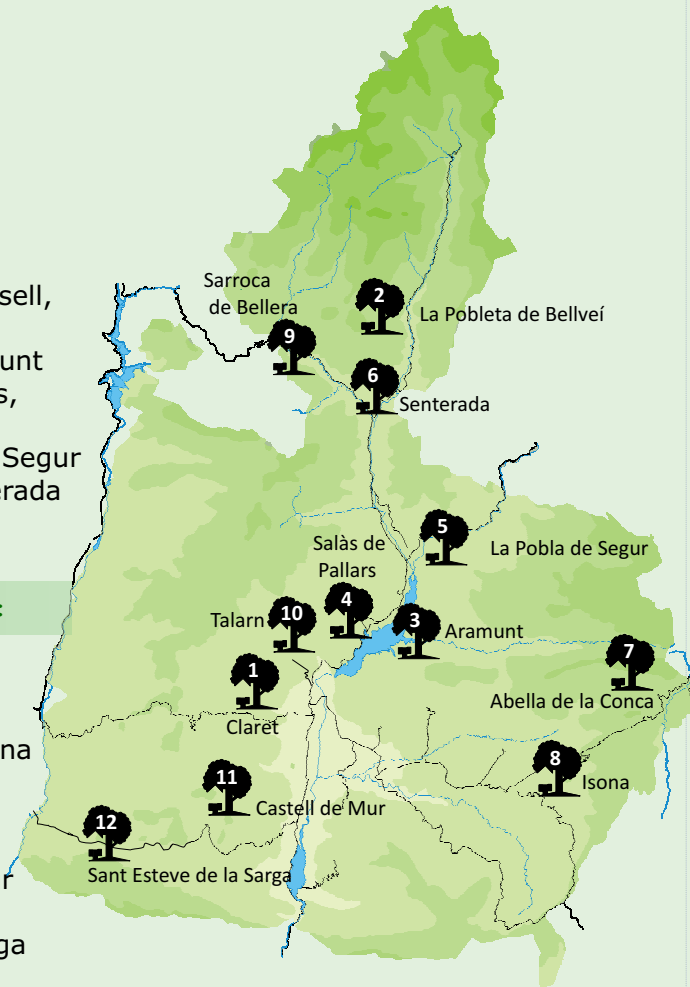 sell,
unt
s,
Segur
erada
:
na
r
ga
Sarroca
de Bellera
9
2
La Pobleta de Bellveí
6
Senterada
5
La Pobla de Segur
Salàs de
Pallars
4
Talarn
10
3
Aramunt
7
Abella de la Conca
1
Claret
8
Isona
11
Castell de Mur
12
Sant Esteve de la Sarga